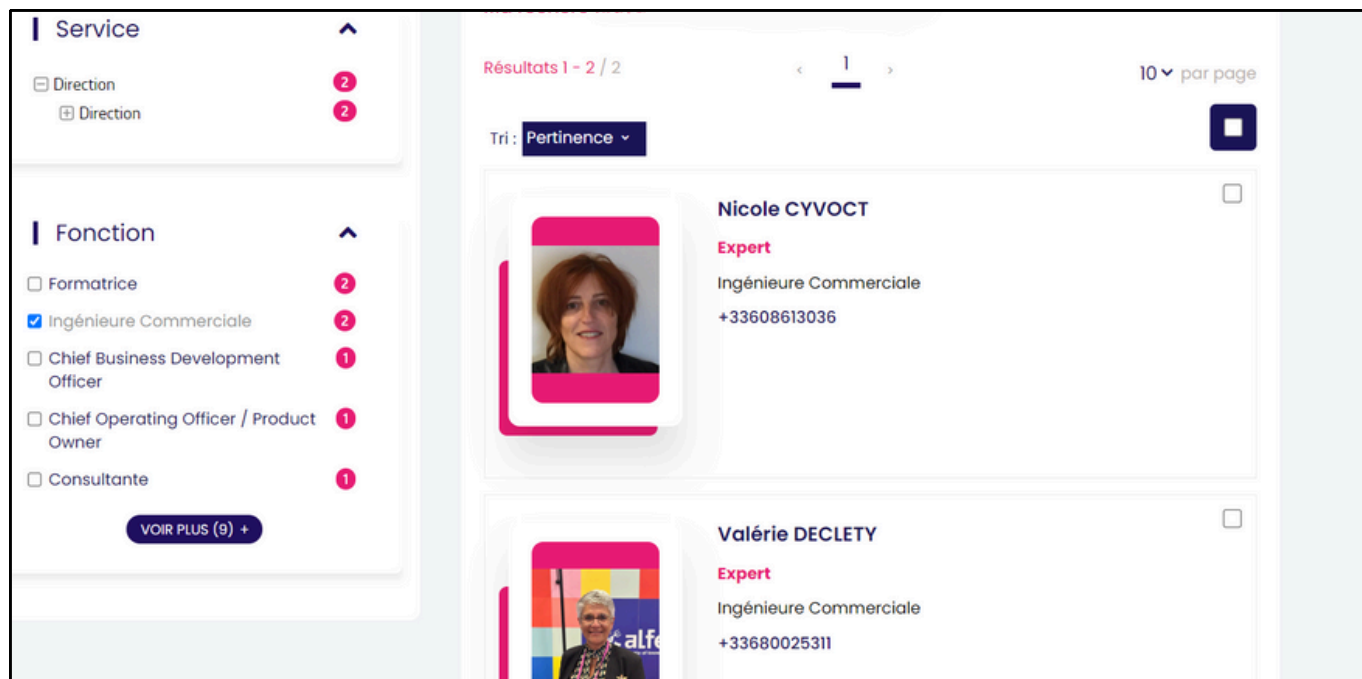 Service
Direction 2
Direction 2
Fonction
Formatrice 2
Ingénieure Commerciale 2
Chief Business Development 1
Officer
Chief Operating Officer / Product 1
Owner
Consultante 1
VOIR PLUS (9) +
Résultats 1 - 2 / 2
‹ 1 ›
10 par page
Tri : Pertinence
Nicole CYVOCT
Expert
Ingénieure Commerciale
+33608613036
Valérie DECLETY
Expert
Ingénieure Commerciale
+33680025311